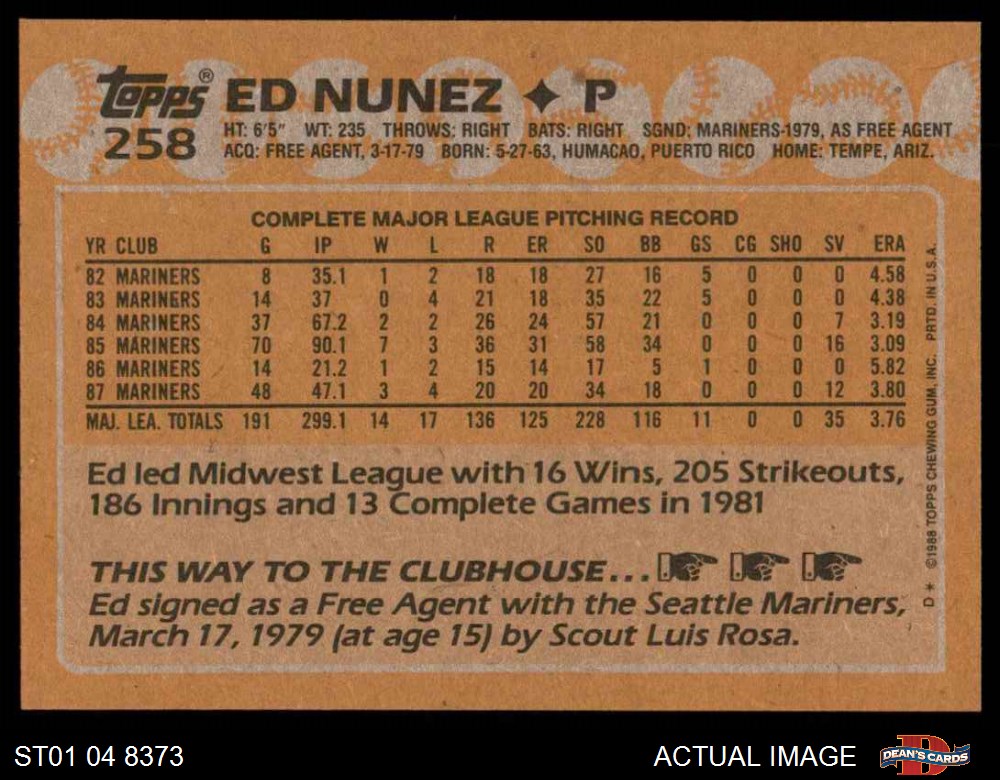 Topps® ED NUNEZ ✦ P
258 HT: 6'5" WT: 235 THROWS: RIGHT BATS: RIGHT SGND: MARINERS-1979, AS FREE AGENT
ACQ: FREE AGENT, 3-17-79 BORN: 5-27-63, HUMACAO, PUERTO RICO HOME: TEMPE, ARIZ.
COMPLETE MAJOR LEAGUE PITCHING RECORD
YR CLUB G IP W L R ER SO BB GS CG SHO SV ERA
82 MARINERS 8 35.1 1 2 18 18 27 16 5 0 0 0 4.58
83 MARINERS 14 37 0 4 21 18 35 22 5 0 0 0 4.38
84 MARINERS 37 67.2 2 2 26 24 57 21 0 0 0 7 3.19
85 MARINERS 70 90.1 7 3 36 31 58 34 0 0 0 16 3.09
86 MARINERS 14 21.2 1 2 15 14 17 5 1 0 0 0 5.82
87 MARINERS 48 47.1 3 4 20 20 34 18 0 0 0 12 3.80
MAJ. LEA. TOTALS 191 299.1 14 17 136 125 228 116 11 0 0 35 3.76
Ed led Midwest League with 16 Wins, 205 Strikeouts,
186 Innings and 13 Complete Games in 1981
THIS WAY TO THE CLUBHOUSE...
Ed signed as a Free Agent with the Seattle Mariners,
March 17, 1979 (at age 15) by Scout Luis Rosa.
D* ©1988 TOPPS CHEWING GUM, INC. PRTD. IN U.S.A.
ST01 04 8373 ACTUAL IMAGE DEAN'S CARDS